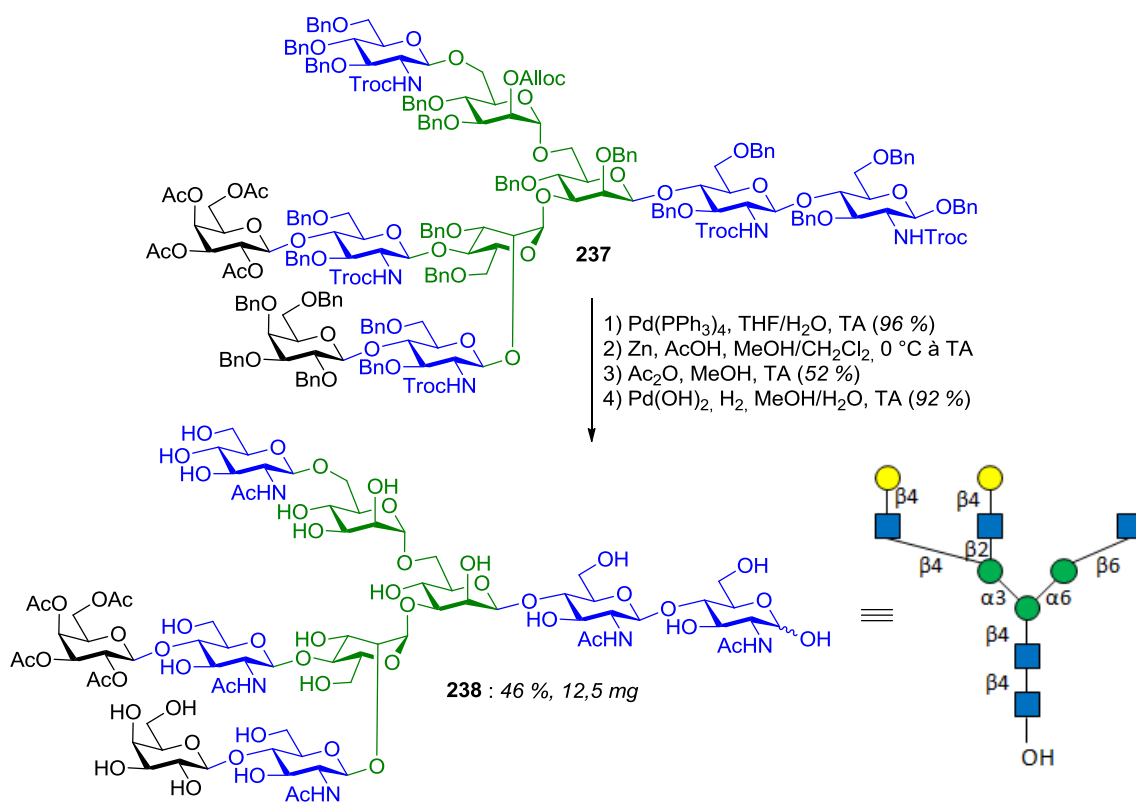 BnO
BnO
BnO
TrocHN
O
O
OAlloc
BnO
BnO
O
O
OBn
BnO
O
O
OBn
O
BnO
TrocHN
O
O
OBn
O
BnO
NHTroc
OBn
AcO
OAc
AcO
OAc
O
O
BnO
BnO
TrocHN
O
O
BnO
BnO
O
O
237
BnO
OBn
BnO
OBn
O
O
BnO
BnO
TrocHN
O
O
1) Pd(PPh3)4, THF/H2O, TA (96 %)
2) Zn, AcOH, MeOH/CH2Cl2, 0 °C à TA
3) Ac2O, MeOH, TA (52 %)
4) Pd(OH)2, H2, MeOH/H2O, TA (92 %)
HO
HO
HO
AcHN
O
O
OH
HO
HO
O
O
OH
HO
O
O
OH
O
HO
AcHN
O
O
OH
O
HO
AcHN
OH
AcO
OAc
AcO
OAc
O
O
HO
HO
AcHN
O
O
HO
HO
O
O
238 : 46 %, 12,5 mg
HO
OH
HO
OH
O
O
HO
HO
AcHN
O
O
β4
β4
β2
β4
β6
α3
α6
β4
β4
OH